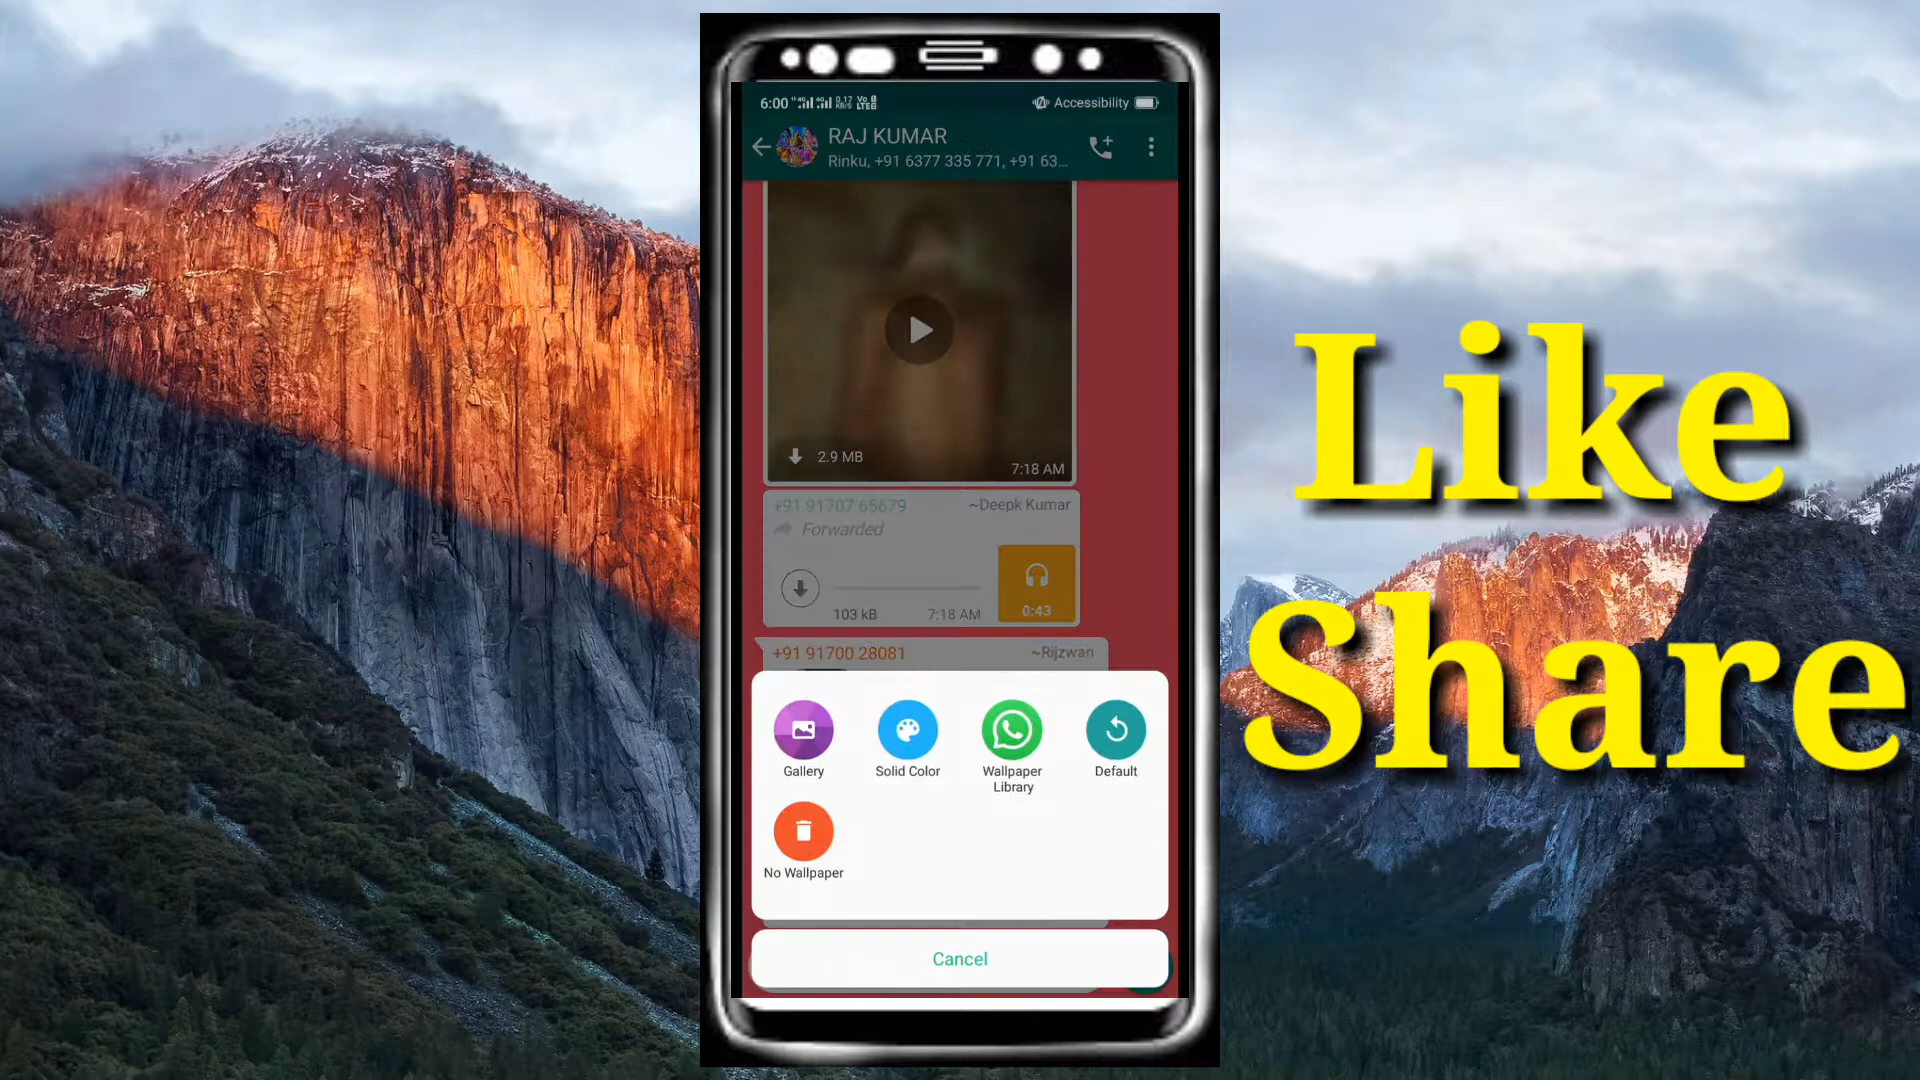 6:00
Accessibility
RAJ KUMAR
Rinku, +91 6377 335 771, +91 63...
2.9 MB
7:18 AM
+91 91707 65679
~Deepk Kumar
Forwarded
103 kB
7:18 AM
0:43
+91 91700 28081
~Rijzwan
Gallery
Solid Color
Wallpaper
Library
Default
No Wallpaper
Cancel
Like
Share